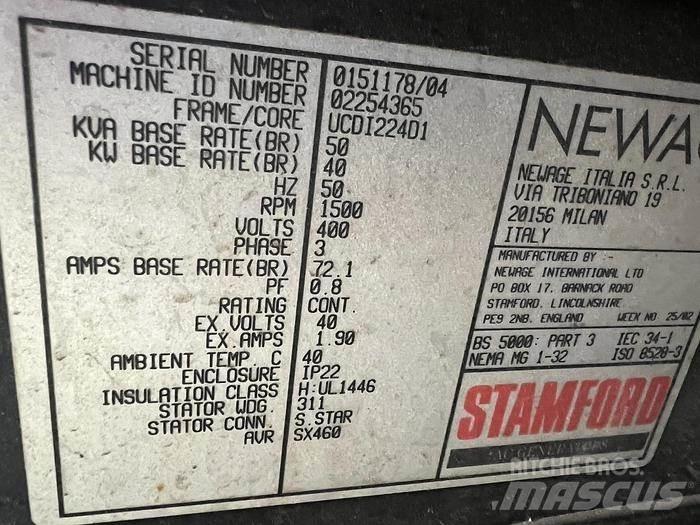 SERIAL NUMBER 0151178/04
MACHINE ID NUMBER 02254365
FRAME/CORE UCDI224D1
KVA BASE RATE(BR) 50
KW BASE RATE(BR) 40
HZ 50
RPM 1500
VOLTS 400
PHASE 3
AMPS BASE RATE(BR) 72.1
PF 0.8
RATING CONT.
EX.VOLTS 40
EX.AMPS 1.90
AMBIENT TEMP. C 40
ENCLOSURE IP22
INSULATION CLASS H:UL1446
STATOR WDG. 311
STATOR CONN. S.STAR
AVR SX460
NEWA
NEWAGE ITALIA S.R.L.
VIA TRIBONIANO 19
20156 MILAN
ITALY
MANUFACTURED BY :-
NEWAGE INTERNATIONAL LTD
PO BOX 17, BARNACK ROAD
STAMFORD, LINCOLNSHIRE
PE9 2NB, ENGLAND WEEK NO 25/02
BS 5000: PART 3 IEC 34-1
NEMA MG 1-32 ISO 8528-3
STAMFORD
AC GENERATORS
RITCHIE BROS.
MASCUS